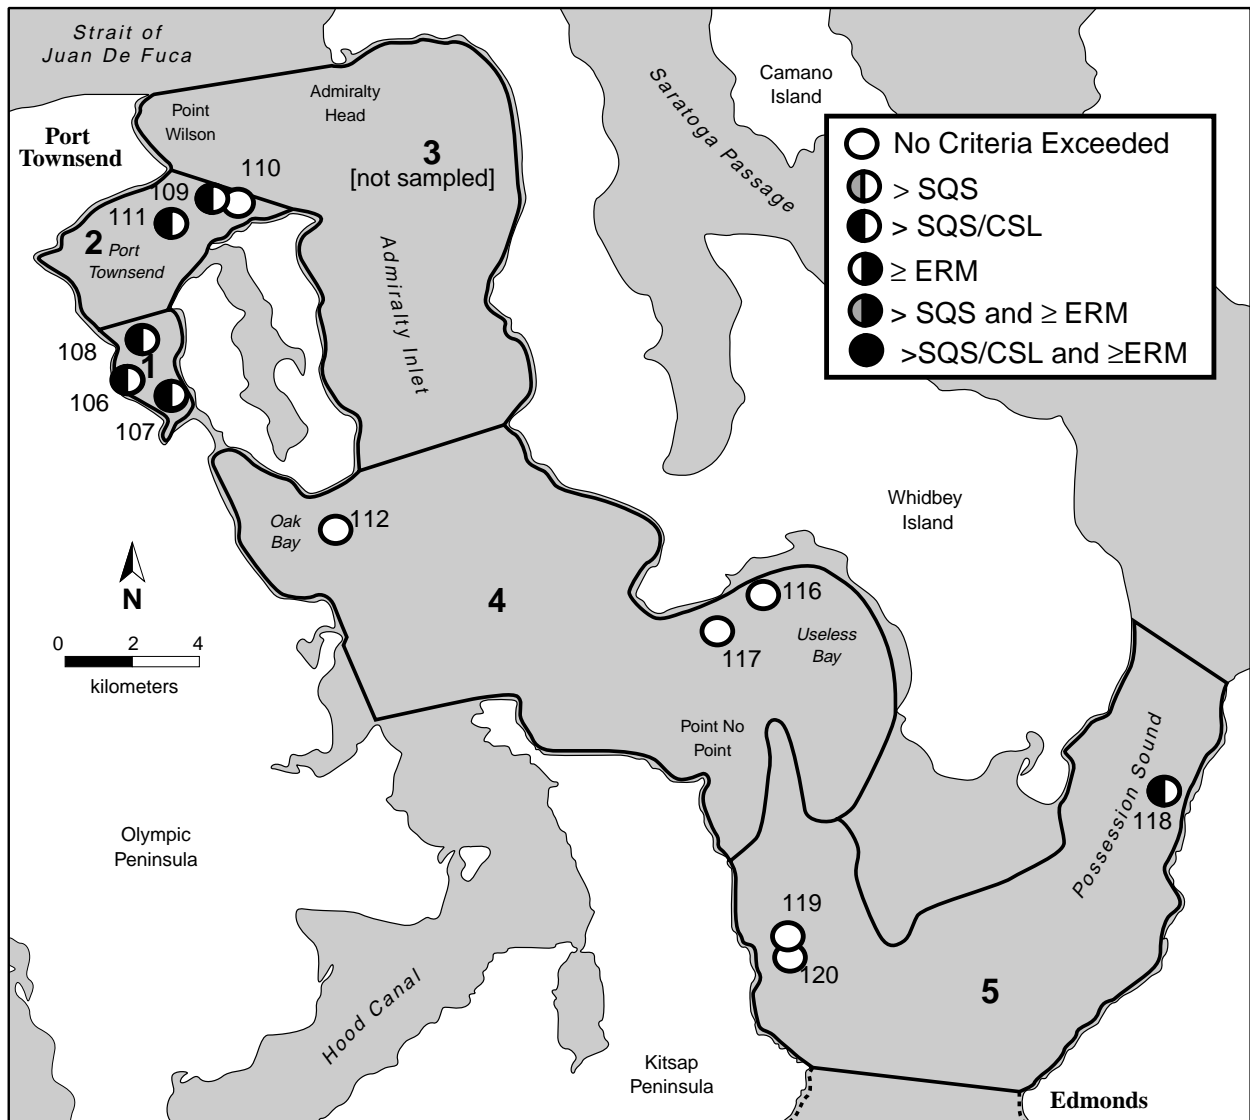 Strait of
Juan De Fuca
Point
Wilson
Admiralty
Head
Saratoga Passage
Camano
Island
Port
Townsend
110
109
111
3
[not sampled]
2
Port
Townsend
Admiralty Inlet
No Criteria Exceeded
> SQS
> SQS/CSL
≥ ERM
> SQS and ≥ ERM
>SQS/CSL and ≥ERM
108
1
106
107
Oak
Bay
112
Whidbey
Island
N
0 2 4
kilometers
4
116
117
Useless
Bay
Point No
Point
Possession Sound
118
Olympic
Peninsula
119
120
5
Hood Canal
Kitsap
Peninsula
Edmonds